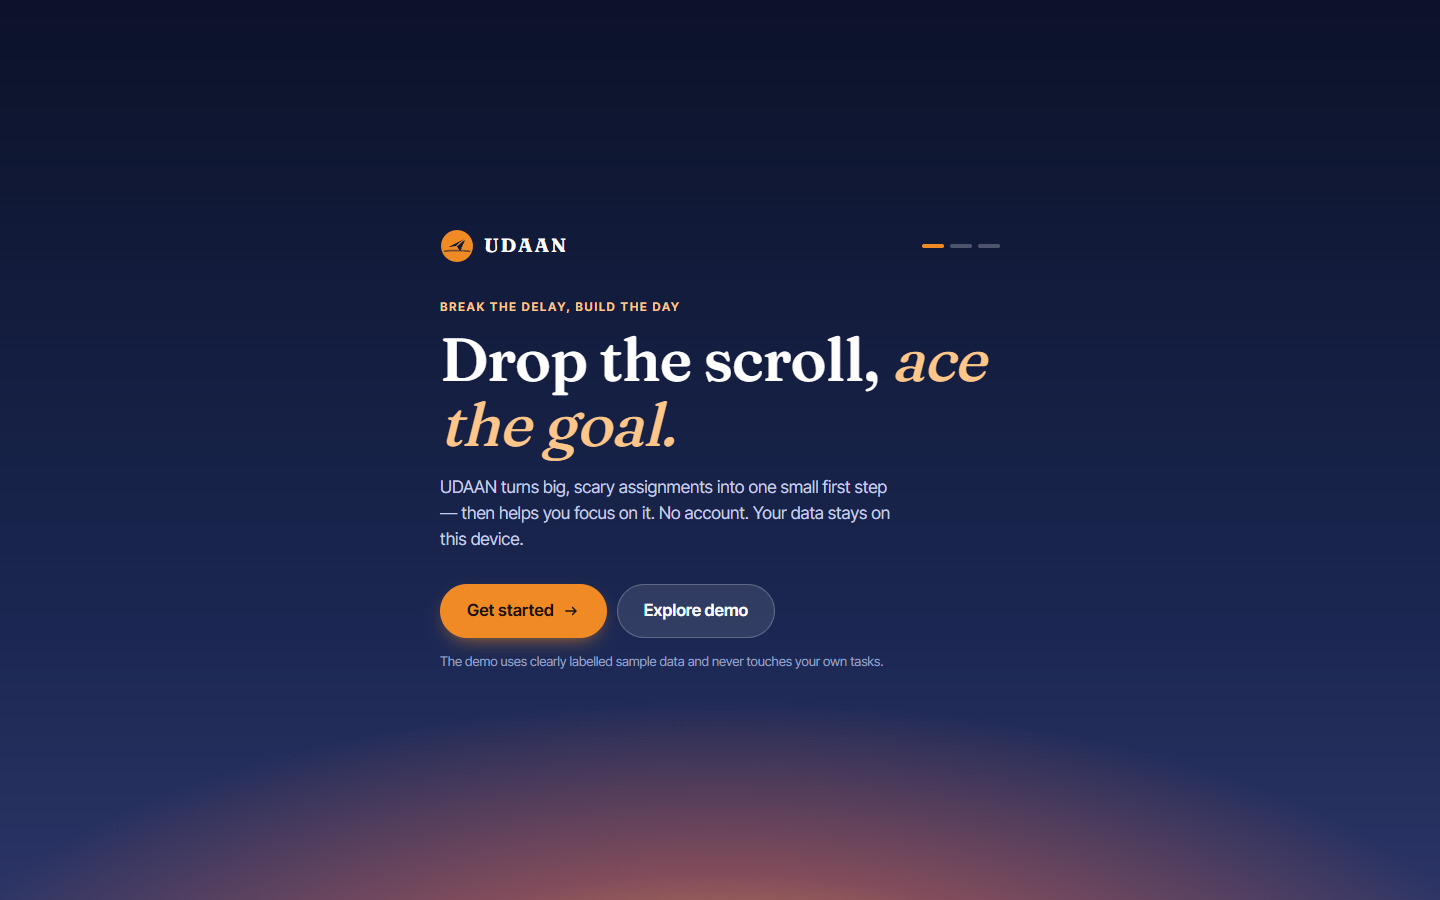 UDAAN
BREAK THE DELAY, BUILD THE DAY
Drop the scroll, ace
the goal.
UDAAN turns big, scary assignments into one small first step
— then helps you focus on it. No account. Your data stays on
this device.
Get started →
Explore demo
The demo uses clearly labelled sample data and never touches your own tasks.